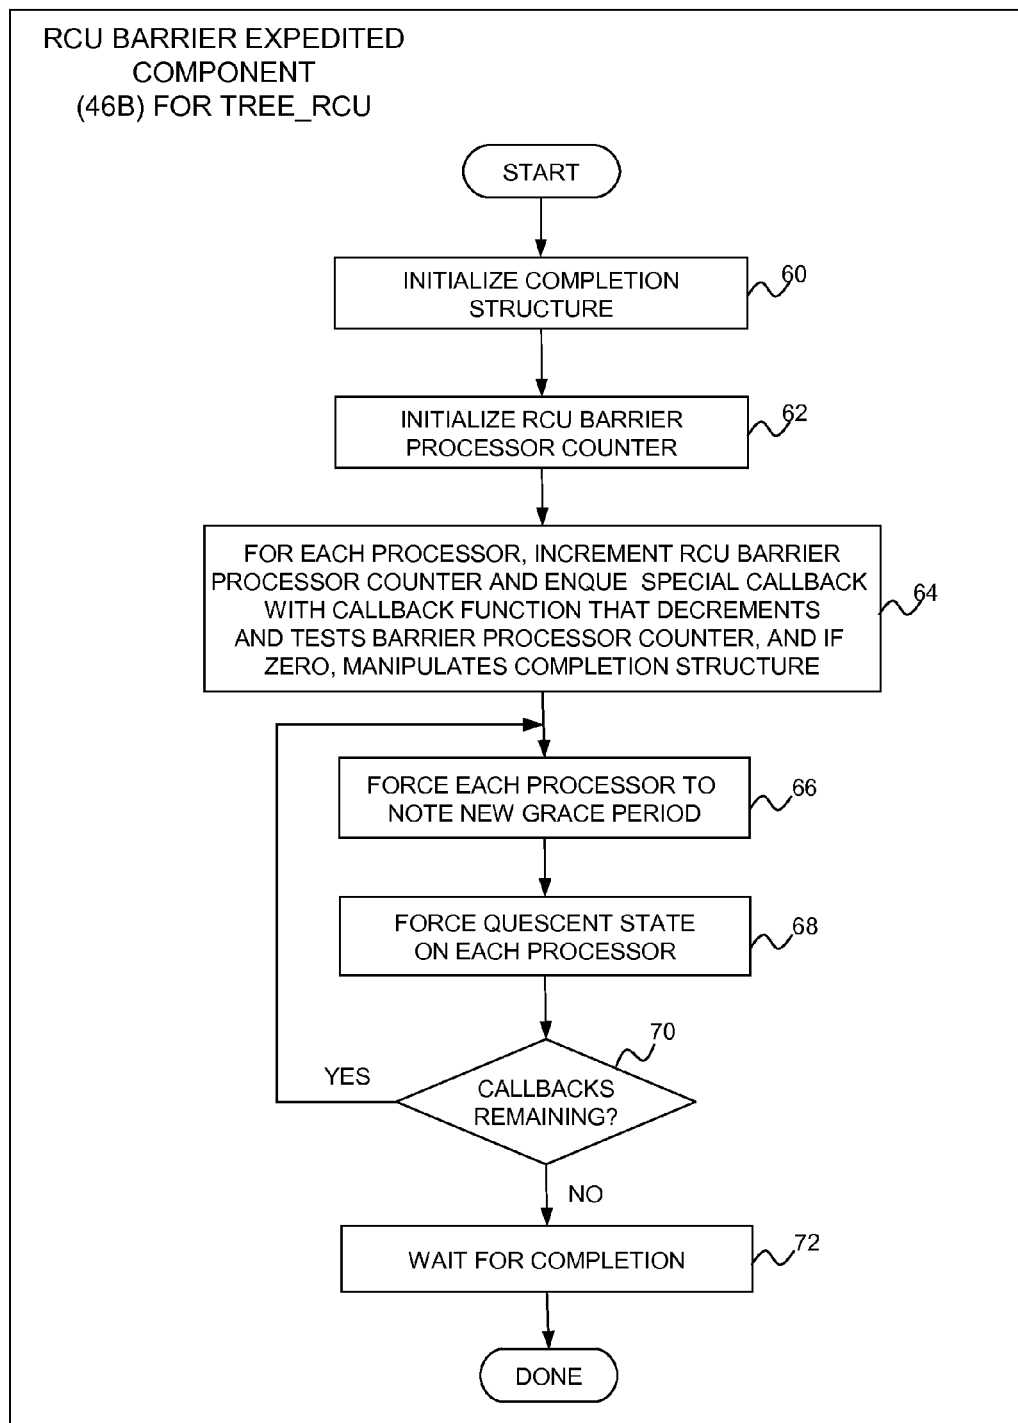 RCU BARRIER EXPEDITED
COMPONENT
(46B) FOR TREE_RCU
START
INITIALIZE COMPLETION
STRUCTURE
60
INITIALIZE RCU BARRIER
PROCESSOR COUNTER
62
FOR EACH PROCESSOR, INCREMENT RCU BARRIER
PROCESSOR COUNTER AND ENQUE SPECIAL CALLBACK
WITH CALLBACK FUNCTION THAT DECREMENTS
AND TESTS BARRIER PROCESSOR COUNTER, AND IF
ZERO, MANIPULATES COMPLETION STRUCTURE
64
FORCE EACH PROCESSOR TO
NOTE NEW GRACE PERIOD
66
FORCE QUESCENT STATE
ON EACH PROCESSOR
68
70
YES
CALLBACKS
REMAINING?
NO
WAIT FOR COMPLETION
72
DONE